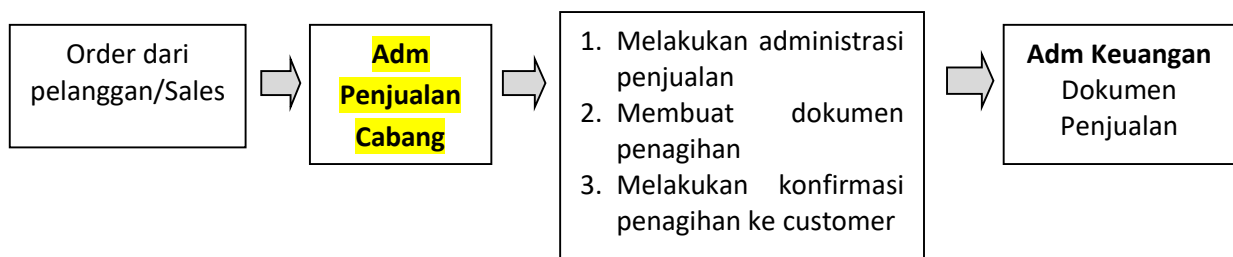 Order dari
pelanggan/Sales
Adm
Penjualan
Cabang
1. Melakukan administrasi
penjualan
2. Membuat dokumen
penagihan
3. Melakukan konfirmasi
penagihan ke customer
Adm Keuangan
Dokumen
Penjualan